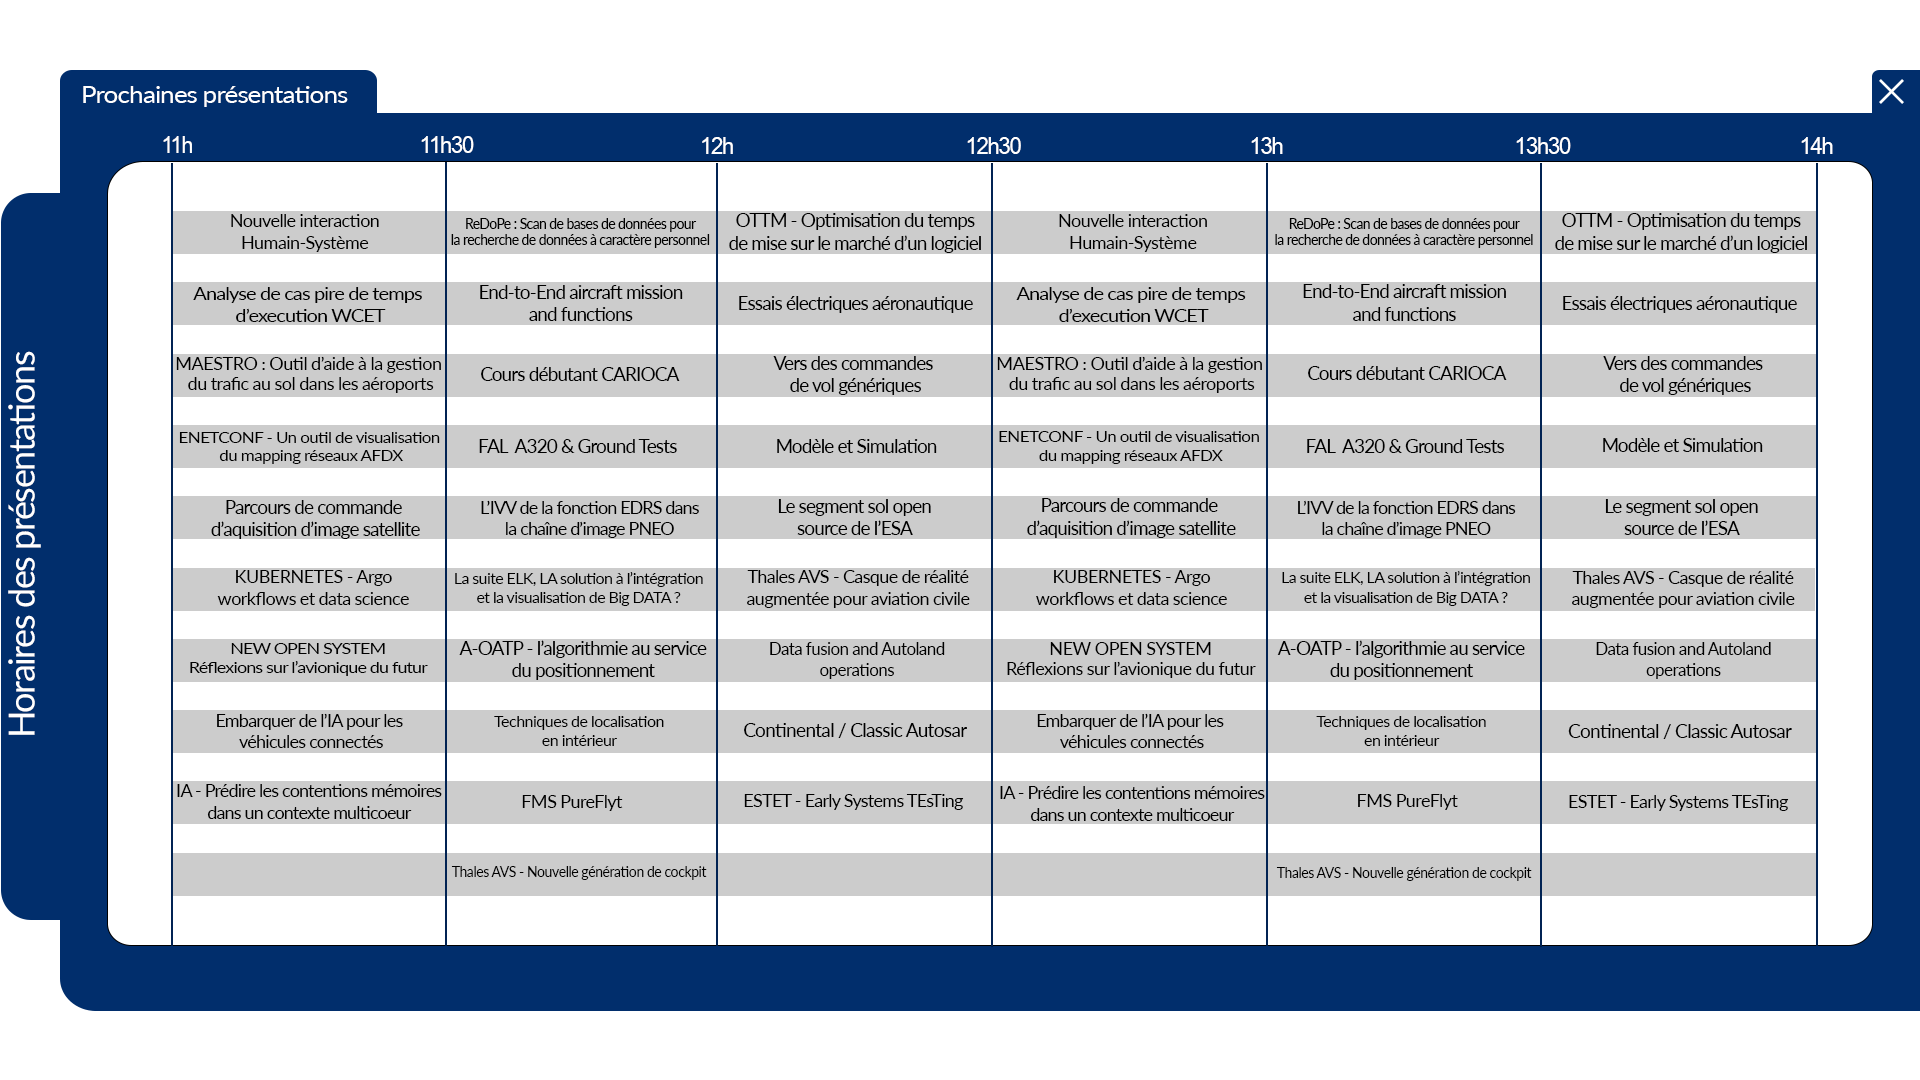 Prochaines présentations
11h 11h30 12h 12h30 13h 13h30 14h
Horaires des présentations
Nouvelle interaction
Humain-Système
ReDoPe : Scan de bases de données pour
la recherche de données à caractère personnel
OTTM - Optimisation du temps
de mise sur le marché d'un logiciel
Nouvelle interaction
Humain-Système
ReDoPe : Scan de bases de données pour
la recherche de données à caractère personnel
OTTM - Optimisation du temps
de mise sur le marché d'un logiciel
Analyse de cas pire de temps
d'execution WCET
End-to-End aircraft mission
and functions
Essais électriques aéronautique
Analyse de cas pire de temps
d'execution WCET
End-to-End aircraft mission
and functions
Essais électriques aéronautique
MAESTRO : Outil d'aide à la gestion
du trafic au sol dans les aéroports
Cours débutant CARIOCA
Vers des commandes
de vol génériques
MAESTRO : Outil d'aide à la gestion
du trafic au sol dans les aéroports
Cours débutant CARIOCA
Vers des commandes
de vol génériques
ENETCONF - Un outil de visualisation
du mapping réseaux AFDX
FAL A320 & Ground Tests
Modèle et Simulation
ENETCONF - Un outil de visualisation
du mapping réseaux AFDX
FAL A320 & Ground Tests
Modèle et Simulation
Parcours de commande
d'aquisition d'image satellite
L'IVV de la fonction EDRS dans
la chaîne d'image PNEO
Le segment sol open
source de l'ESA
Parcours de commande
d'aquisition d'image satellite
L'IVV de la fonction EDRS dans
la chaîne d'image PNEO
Le segment sol open
source de l'ESA
KUBERNETES - Argo
workflows et data science
La suite ELK, LA solution à l'intégration
et la visualisation de Big DATA ?
Thales AVS - Casque de réalité
augmentée pour aviation civile
KUBERNETES - Argo
workflows et data science
La suite ELK, LA solution à l'intégration
et la visualisation de Big DATA ?
Thales AVS - Casque de réalité
augmentée pour aviation civile
NEW OPEN SYSTEM
Réflexions sur l'avionique du futur
A-OATP - l'algorithmie au service
du positionnement
Data fusion and Autoland
operations
NEW OPEN SYSTEM
Réflexions sur l'avionique du futur
A-OATP - l'algorithmie au service
du positionnement
Data fusion and Autoland
operations
Embarquer de l'IA pour les
véhicules connectés
Techniques de localisation
en intérieur
Continental / Classic Autosar
Embarquer de l'IA pour les
véhicules connectés
Techniques de localisation
en intérieur
Continental / Classic Autosar
IA - Prédire les contentions mémoires
dans un contexte multicoeur
FMS PureFlyt
ESTET - Early Systems TEsTing
IA - Prédire les contentions mémoires
dans un contexte multicoeur
FMS PureFlyt
ESTET - Early Systems TEsTing
Thales AVS - Nouvelle génération de cockpit
Thales AVS - Nouvelle génération de cockpit